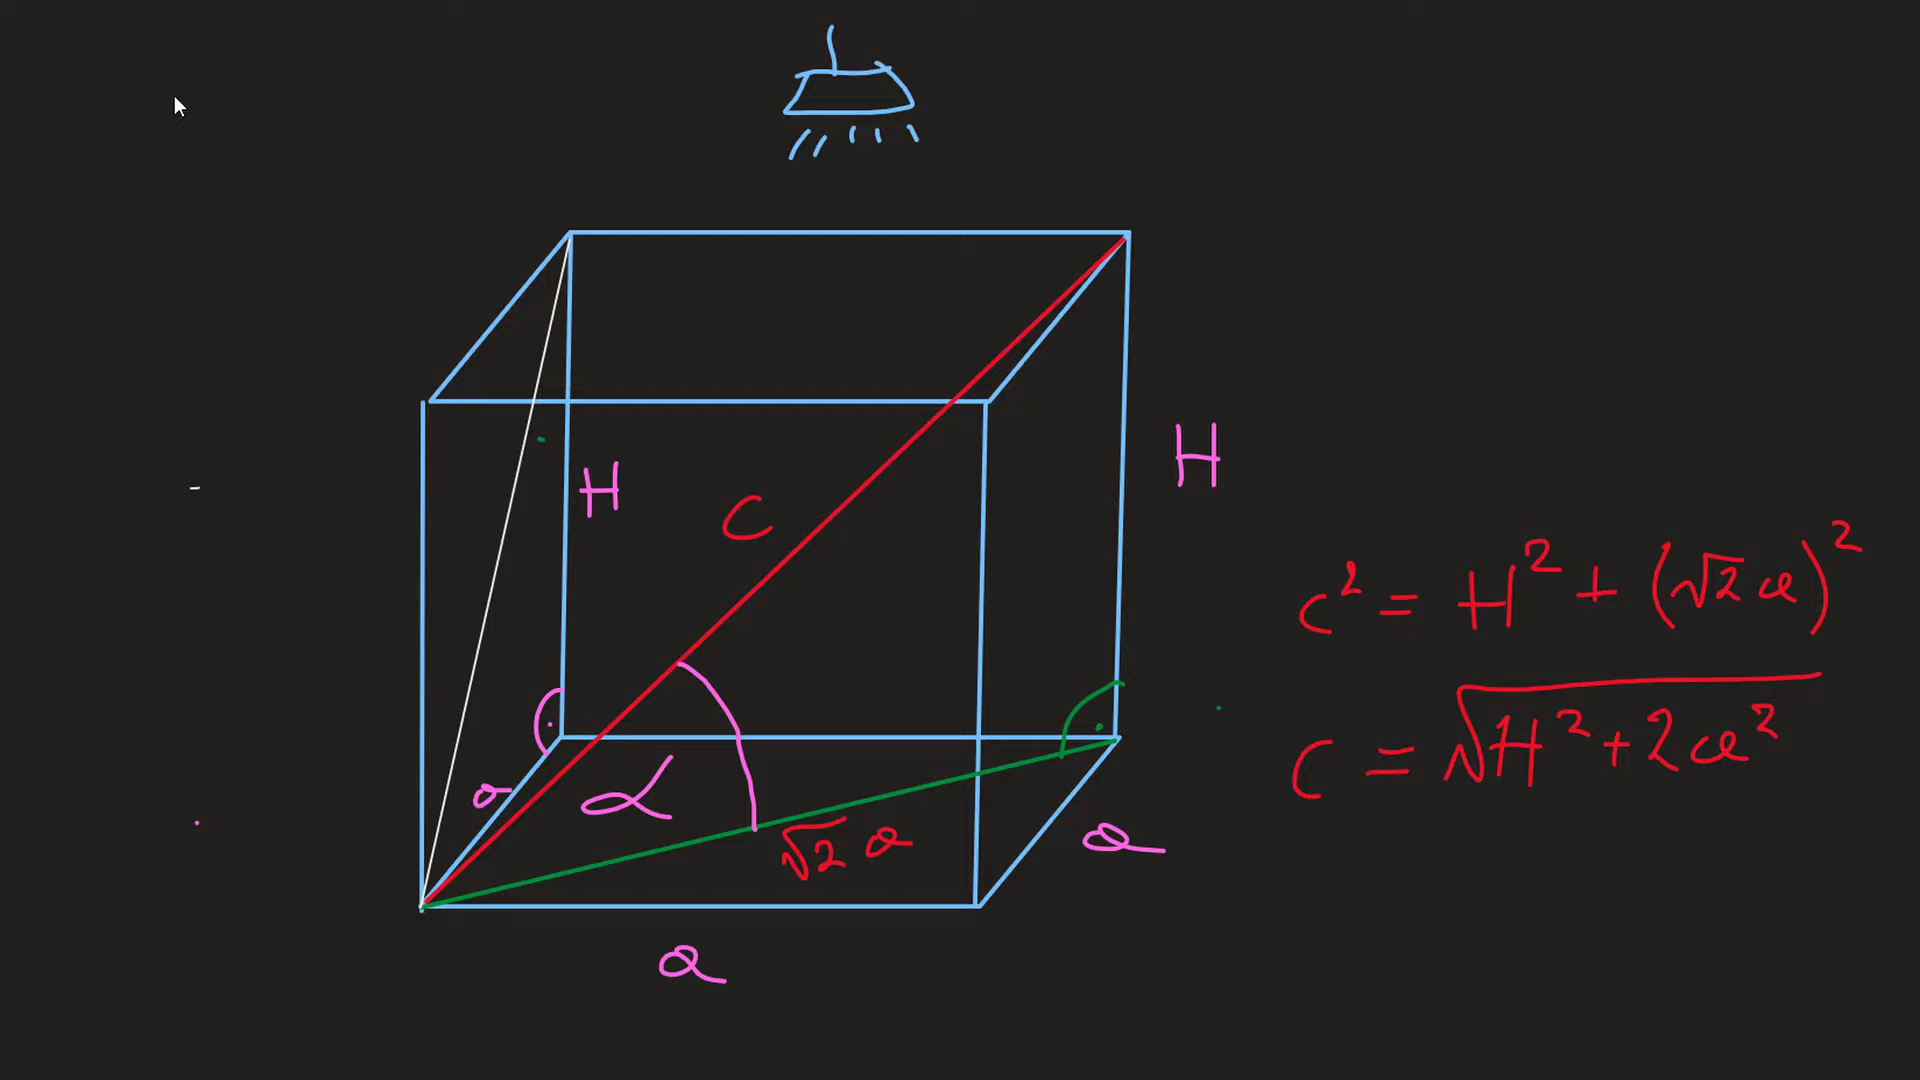 H
H
C
c² = H² + (√2 a)²
c = √H² + 2a²
a
α
√2 a
a
a